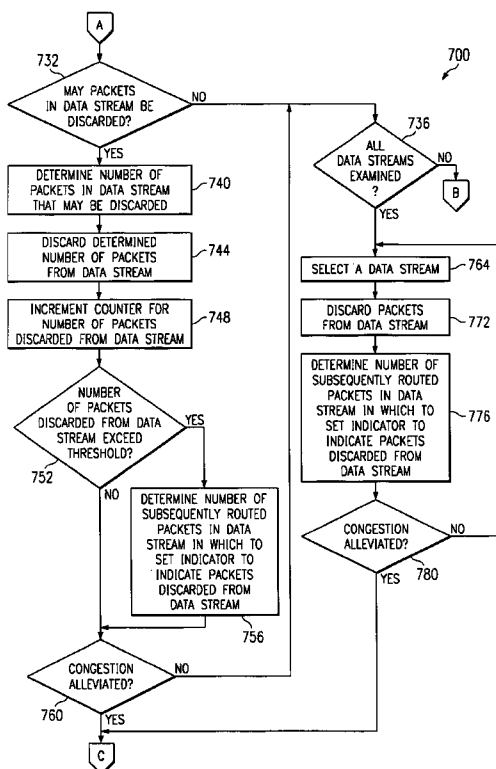 A
732
MAY PACKETS
IN DATA STREAM BE
DISCARDED?
NO
YES
DETERMINE NUMBER OF
PACKETS IN DATA STREAM
THAT MAY BE DISCARDED
740
DISCARD DETERMINED
NUMBER OF PACKETS
FROM DATA STREAM
744
INCREMENT COUNTER FOR
NUMBER OF PACKETS
DISCARDED FROM DATA STREAM
748
NUMBER
OF PACKETS
DISCARDED FROM DATA
STREAM EXCEED
THRESHOLD?
YES
752
NO
DETERMINE NUMBER OF
SUBSEQUENTLY ROUTED
PACKETS IN DATA
STREAM IN WHICH TO
SET INDICATOR TO
INDICATE PACKETS
DISCARDED FROM
DATA STREAM
756
CONGESTION
ALLEVIATED?
NO
760
YES
C
700
736
ALL
DATA STREAMS
EXAMINED
?
NO
B
YES
SELECT A DATA STREAM
764
DISCARD PACKETS
FROM DATA STREAM
772
DETERMINE NUMBER OF
SUBSEQUENTLY ROUTED
PACKETS IN DATA
STREAM IN WHICH TO
SET INDICATOR TO
INDICATE PACKETS
DISCARDED FROM
DATA STREAM
776
CONGESTION
ALLEVIATED?
NO
YES
780